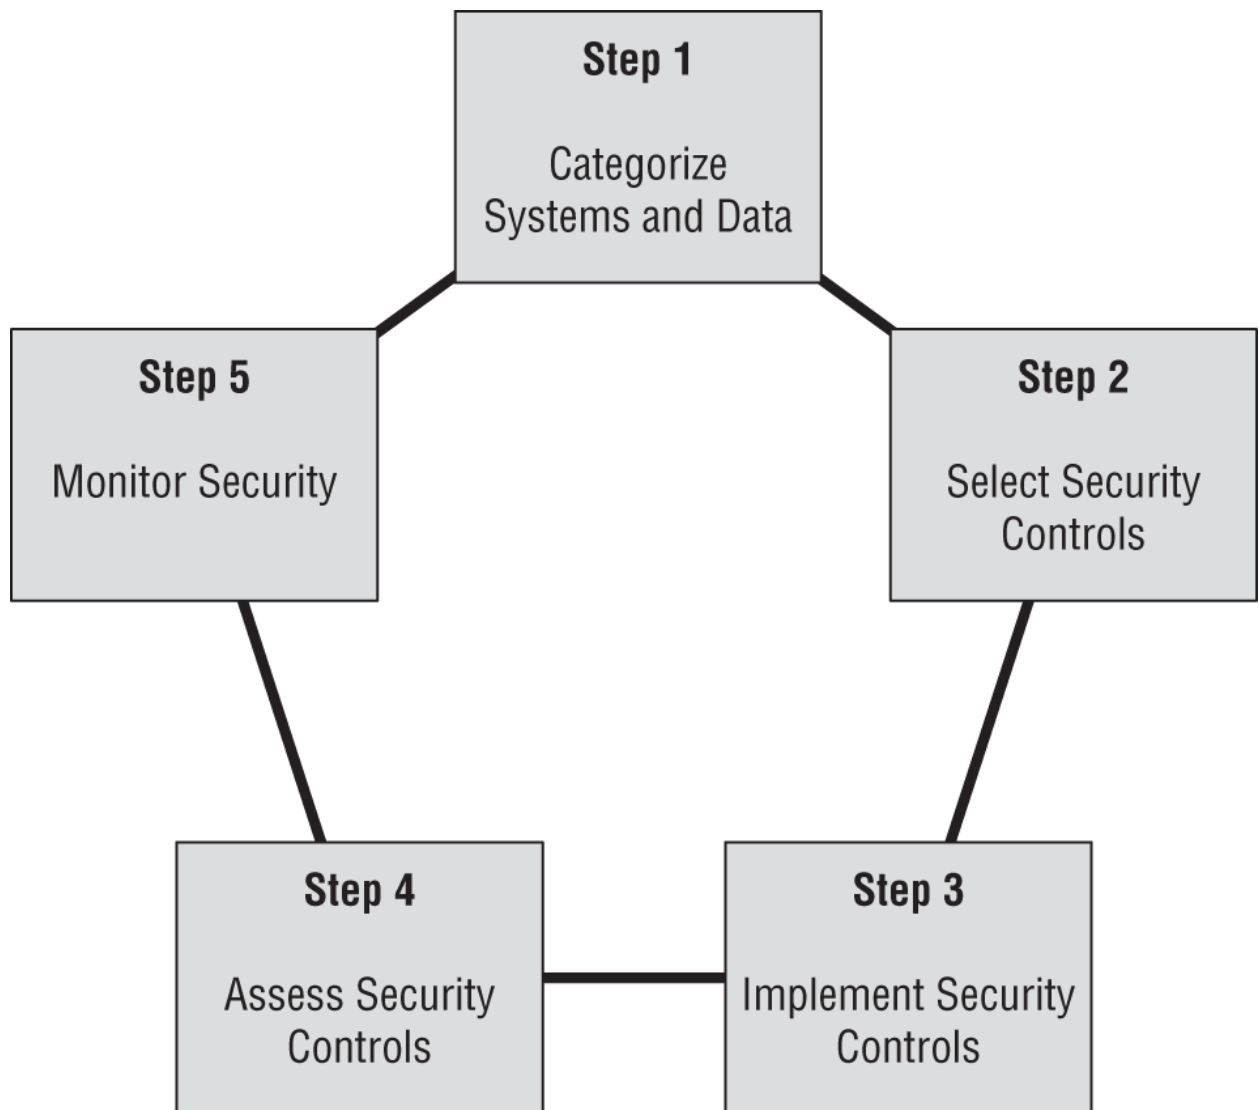 Step 1
Categorize
Systems and Data
Step 2
Select Security
Controls
Step 3
Implement Security
Controls
Step 4
Assess Security
Controls
Step 5
Monitor Security